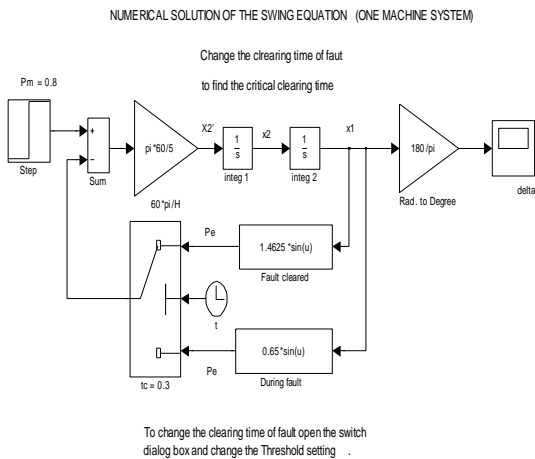 NUMERICAL SOLUTION OF THE SWING EQUATION (ONE MACHINE SYSTEM)
Change the clrearing time of faut
to find the critical clearing time
Pm = 0.8
Step
+
−
Sum
pi *60/5
60*pi/H
X2'
1
s
integ 1
x2
1
s
integ 2
x1
180 /pi
Rad . to Degree
delta
Pe
1.4625 *sin(u)
Fault cleared
t
0.65*sin(u)
Pe
During fault
tc = 0.3
To change the clearing time of fault open the switch
dialog box and change the Threshold setting .